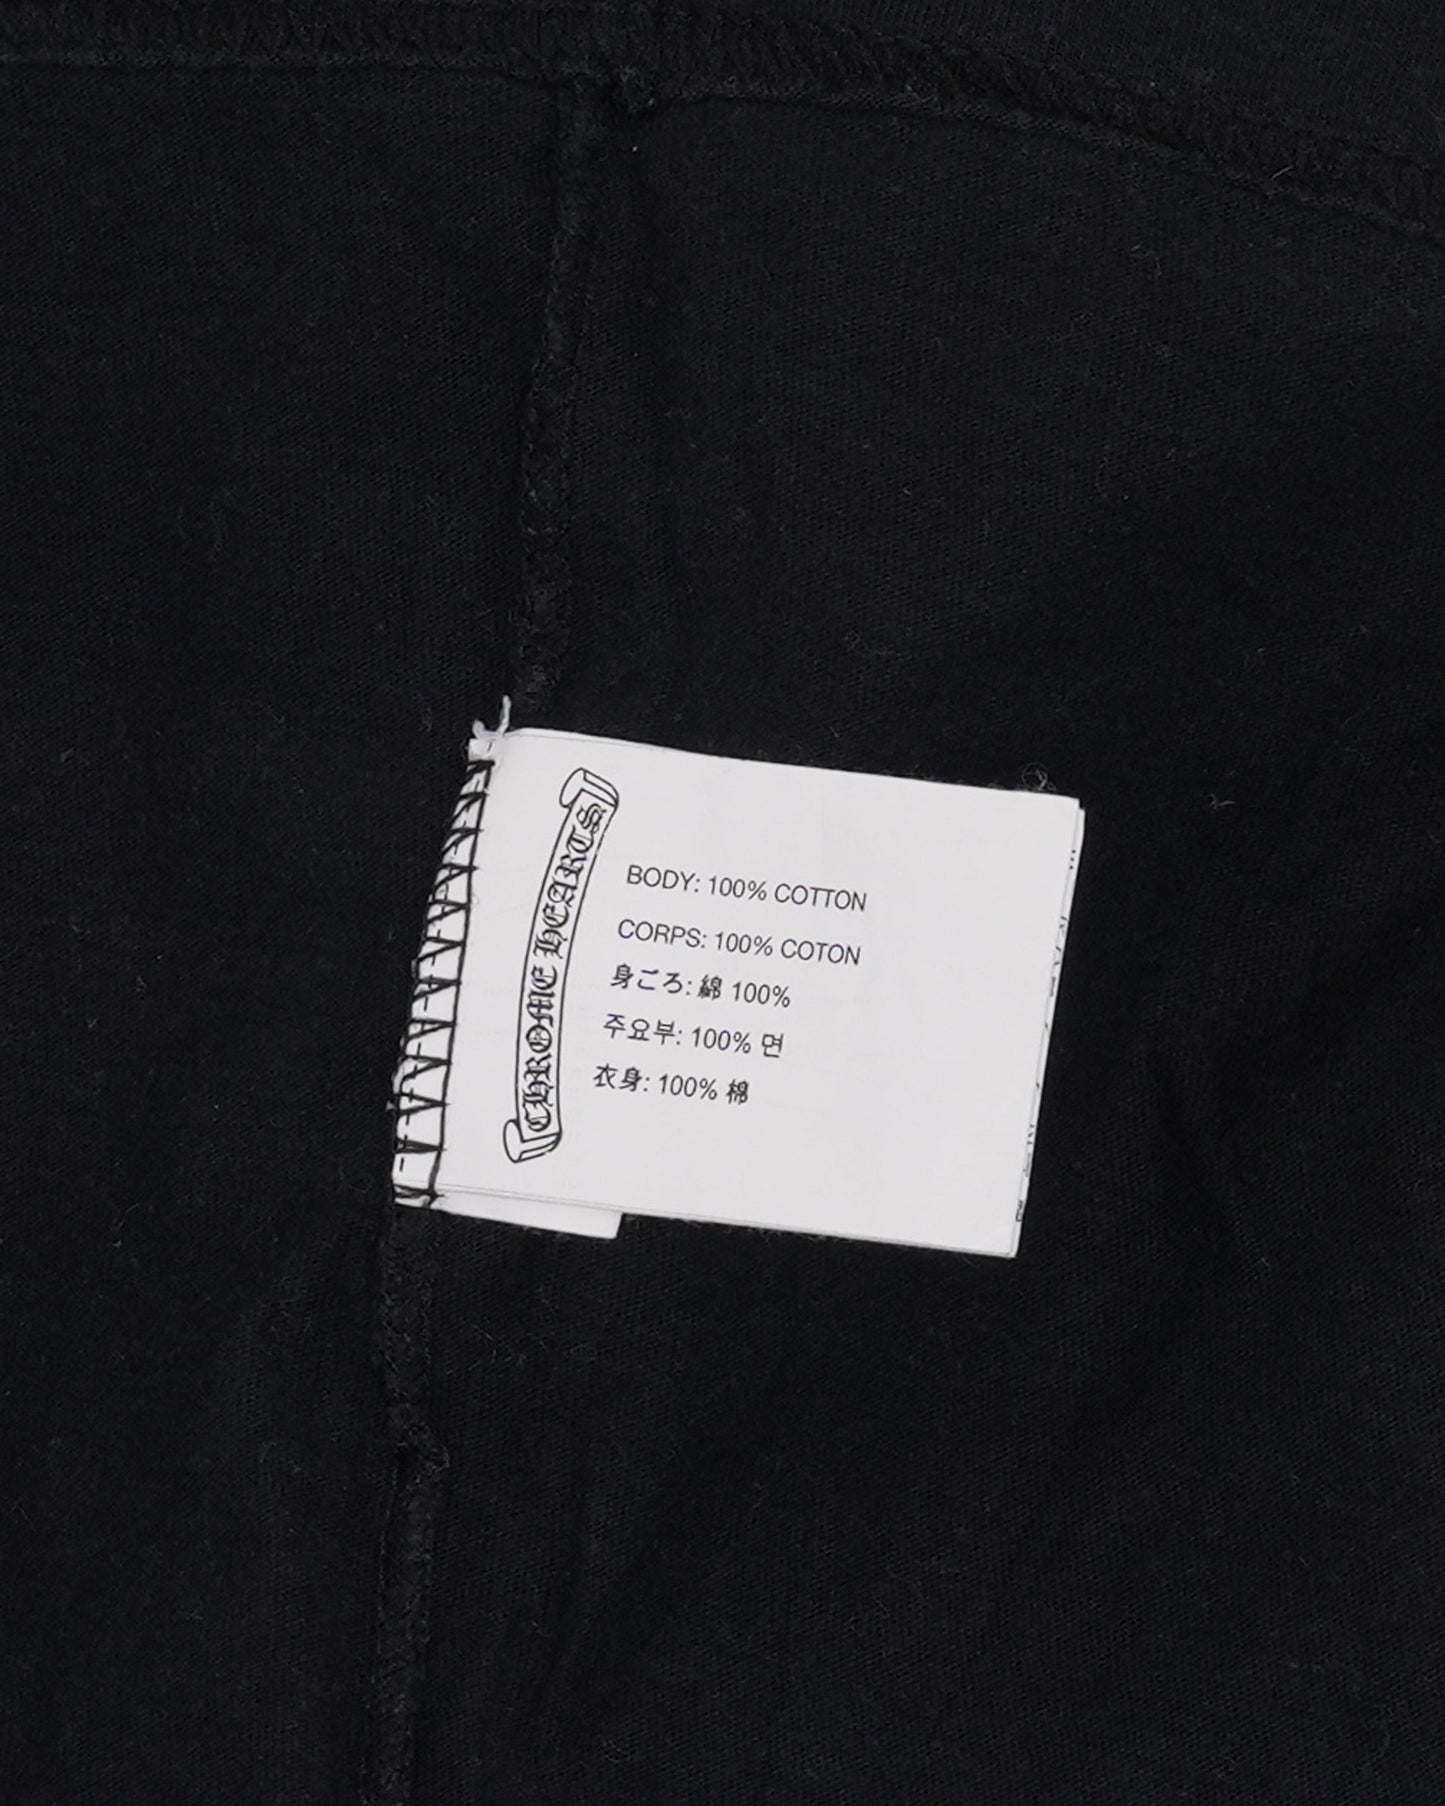 CHROME HEARTS
BODY: 100% COTTON
CORPS: 100% COTON
身ごろ: 綿 100%
주요부: 100% 면
衣身: 100% 棉